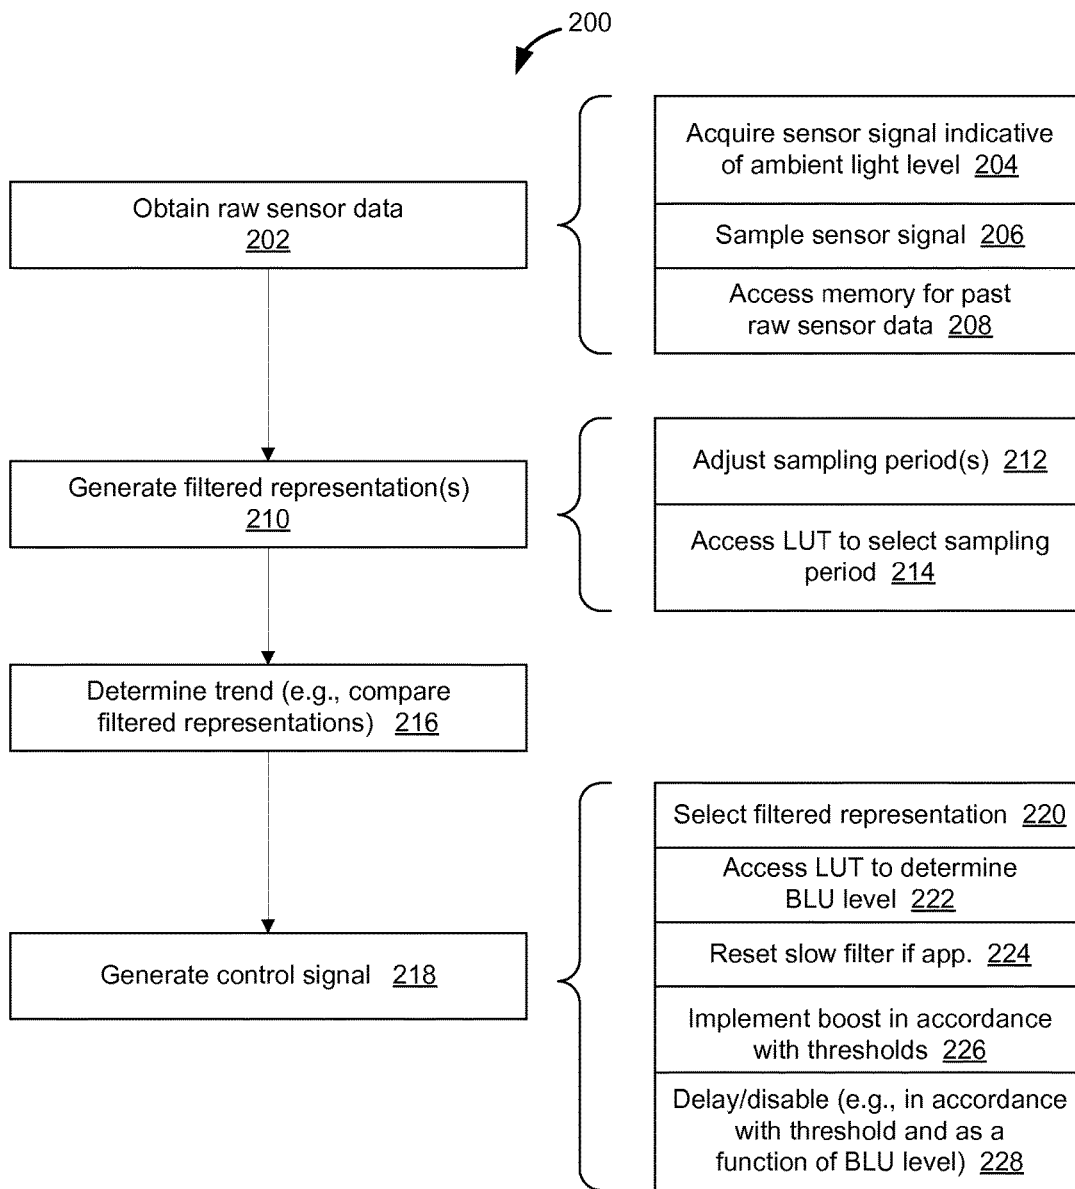 200
Obtain raw sensor data
202
Acquire sensor signal indicative
of ambient light level 204
Sample sensor signal 206
Access memory for past
raw sensor data 208
Generate filtered representation(s)
210
Adjust sampling period(s) 212
Access LUT to select sampling
period 214
Determine trend (e.g., compare
filtered representations) 216
Generate control signal 218
Select filtered representation 220
Access LUT to determine
BLU level 222
Reset slow filter if app. 224
Implement boost in accordance
with thresholds 226
Delay/disable (e.g., in accordance
with threshold and as a
function of BLU level) 228